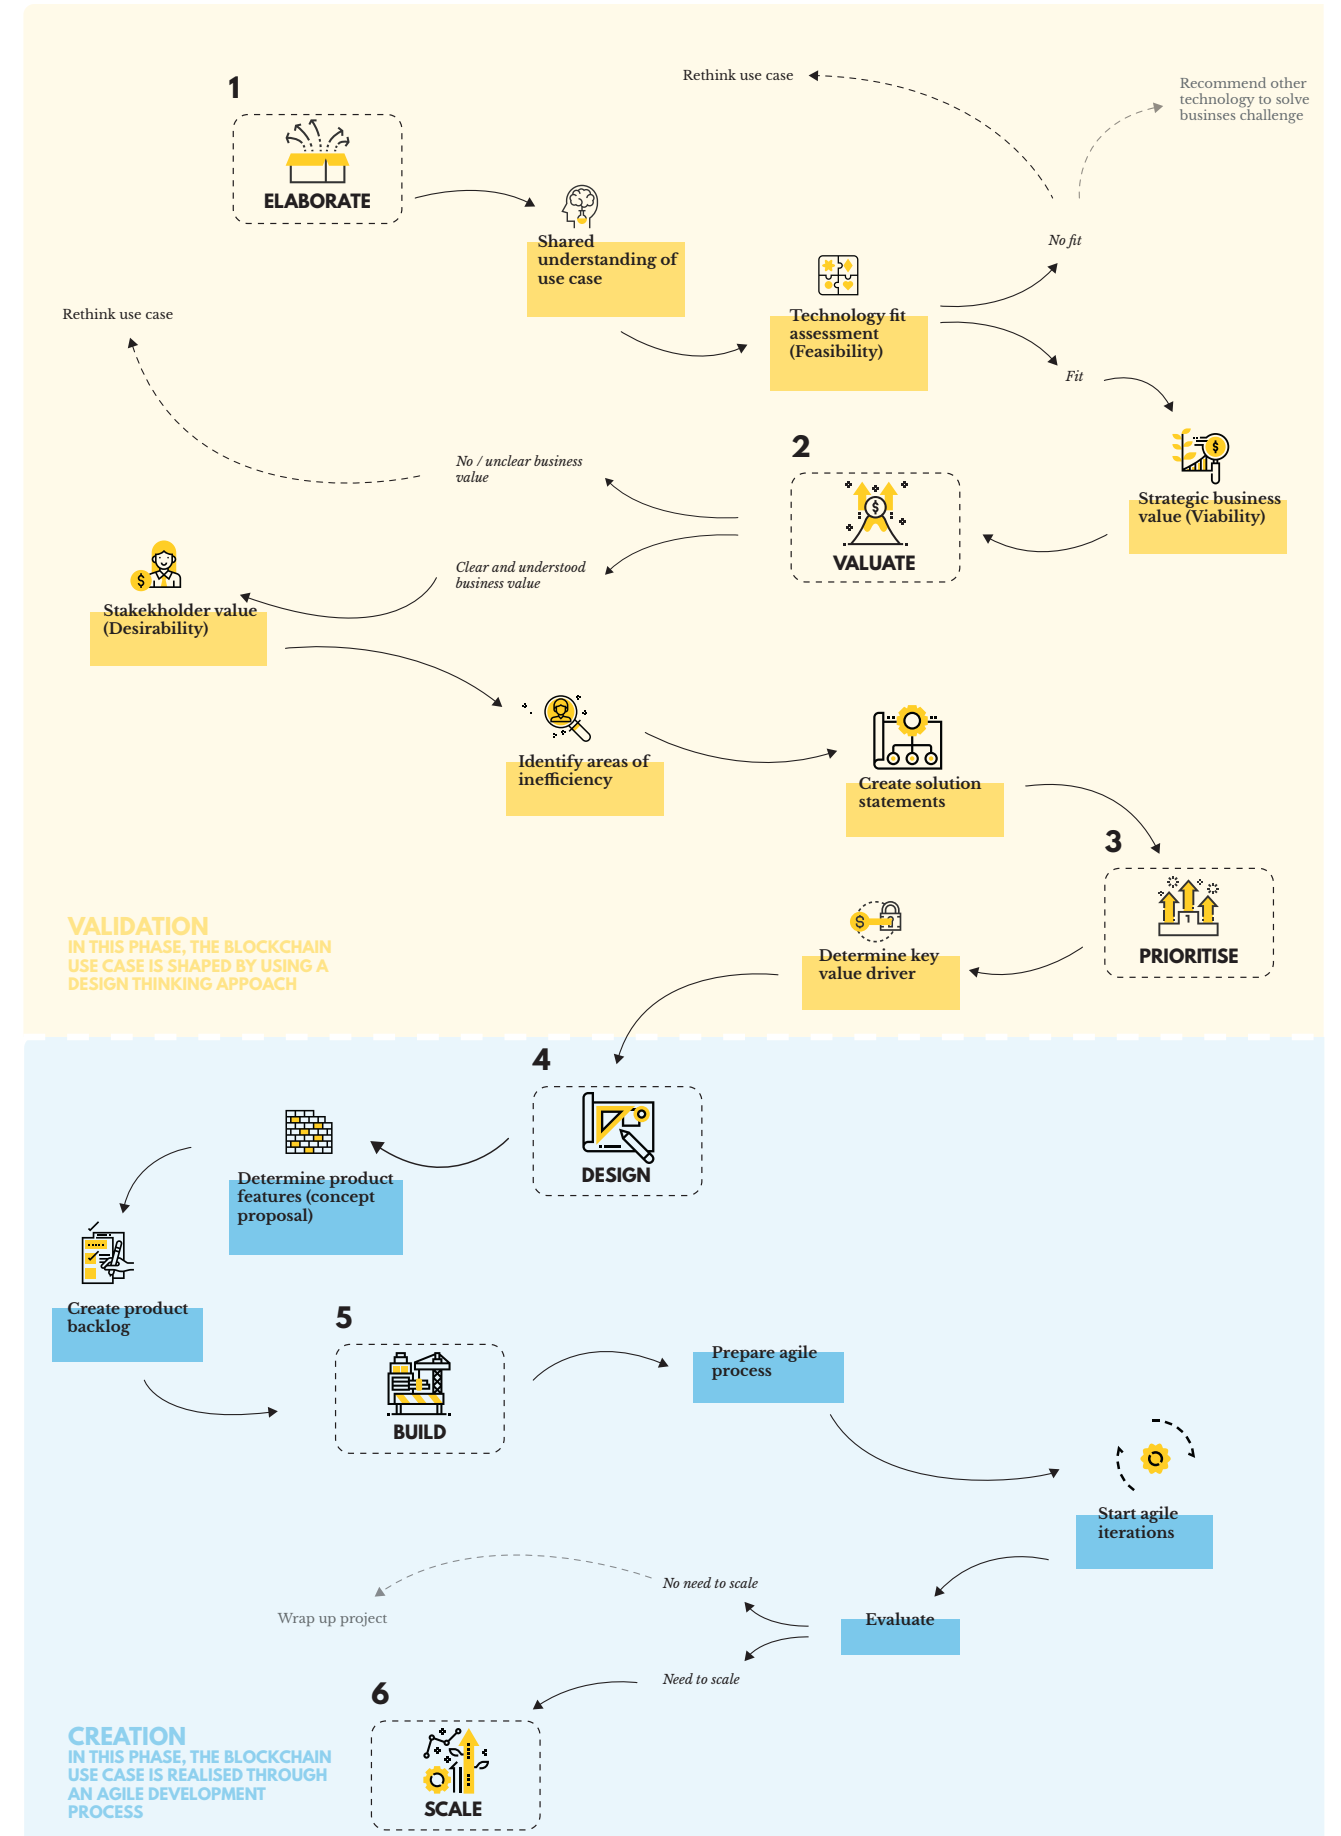 1
ELABORATE
Rethink use case
Recommend other
technology to solve
businses challenge
Shared
understanding of
use case
No fit
Technology fit
assessment
(Feasibility)
Rethink use case
Fit
2
VALUATE
No / unclear business
value
Strategic business
value (Viability)
Clear and understood
business value
Stakekholder value
(Desirability)
Identify areas of
inefficiency
Create solution
statements
3
1
PRIORITISE
Determine key
value driver
VALIDATION
IN THIS PHASE, THE BLOCKCHAIN
USE CASE IS SHAPED BY USING A
DESIGN THINKING APPOACH
4
DESIGN
Determine product
features (concept
proposal)
Create product
backlog
5
BUILD
Prepare agile
process
Start agile
iterations
No need to scale
Wrap up project
Evaluate
Need to scale
6
SCALE
CREATION
IN THIS PHASE, THE BLOCKCHAIN
USE CASE IS REALISED THROUGH
AN AGILE DEVELOPMENT
PROCESS